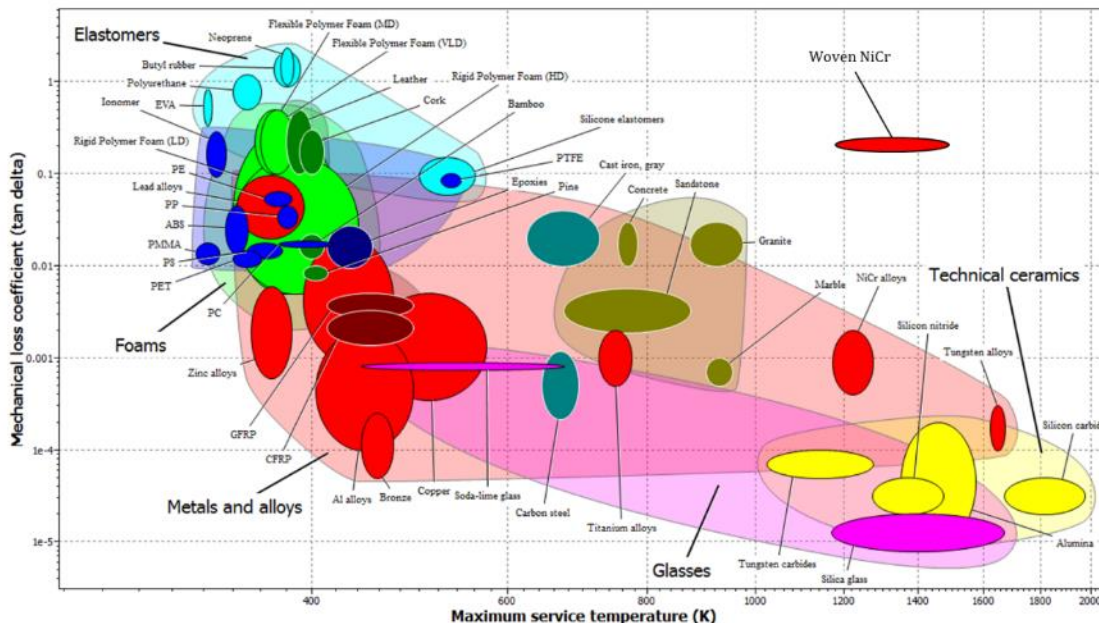 Elastomers
Flexible Polymer Foam (MD)
Neoprene
Flexible Polymer Foam (VLD)
Butyl rubber
Leather
Rigid Polymer Foam (HD)
Woven NiCr
Polyurethane
Cork
Bamboo
Ionomer
EVA
Silicone elastomers
Rigid Polymer Foam (LD)
PTFE
Cast iron, gray
PE
Epoxies
Concrete
Sandstone
Lead alloys
Pine
PP
ABS
PMMA
Granite
PS
Technical ceramics
PET
Marble
NiCr alloys
PC
Silicon nitride
Foams
Tungsten alloys
Zinc alloys
Silicon carbid
GFRP
CFRP
Metals and alloys
Al alloys
Bronze
Copper
Soda-lime glass
Carbon steel
Titanium alloys
Glasses
Tungsten carbides
Silica glass
Alumina
Mechanical loss coefficient (tan delta)
1
0.1
0.01
0.001
1e-4
1e-5
400
600
800
1000
1200
1400
1600
1800
200
Maximum service temperature (K)